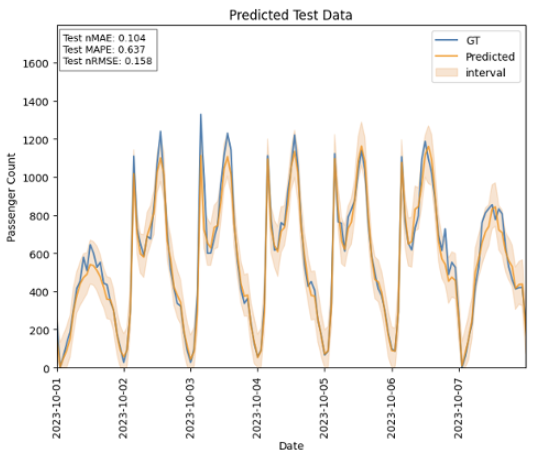 Predicted Test Data
Test nMAE: 0.104
Test MAPE: 0.637
Test nRMSE: 0.158
GT
Predicted
interval
Passenger Count
1600
1400
1200
1000
800
600
400
200
0
2023-10-01
2023-10-02
2023-10-03
2023-10-04
2023-10-05
2023-10-06
2023-10-07
Date